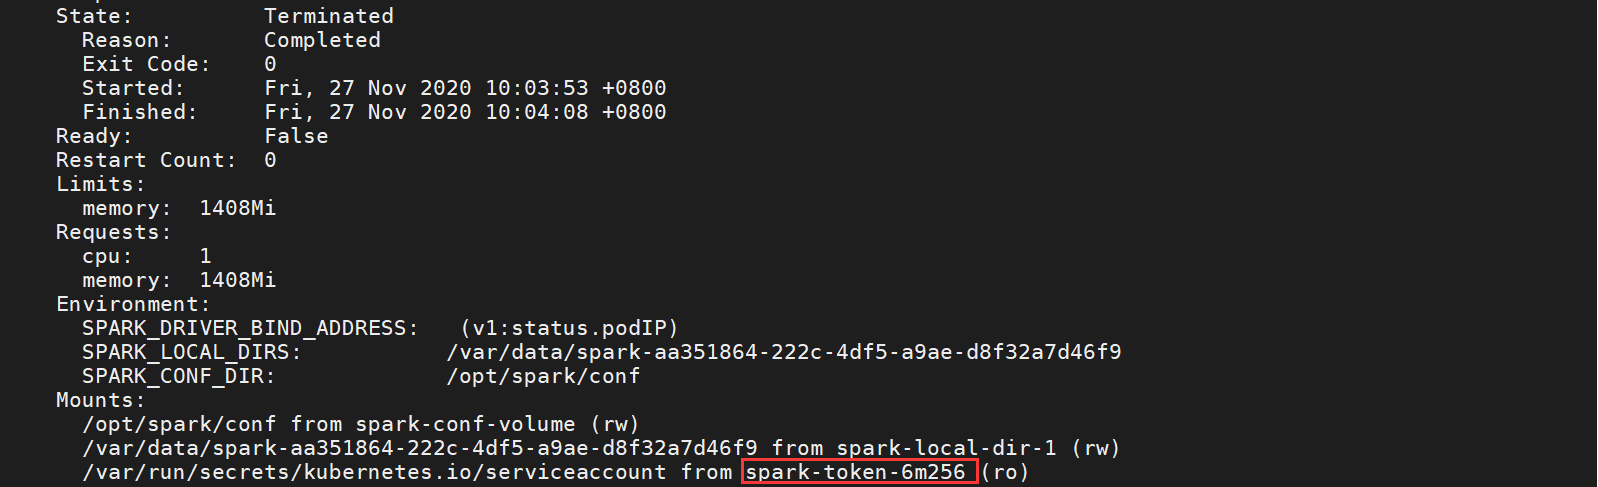 State:          Terminated
  Reason:       Completed
  Exit Code:    0
  Started:      Fri, 27 Nov 2020 10:03:53 +0800
  Finished:     Fri, 27 Nov 2020 10:04:08 +0800
Ready:          False
Restart Count:  0
Limits:
  memory:  1408Mi
Requests:
  cpu:     1
  memory:  1408Mi
Environment:
  SPARK_DRIVER_BIND_ADDRESS:   (v1:status.podIP)
  SPARK_LOCAL_DIRS:           /var/data/spark-aa351864-222c-4df5-a9ae-d8f32a7d46f9
  SPARK_CONF_DIR:             /opt/spark/conf
Mounts:
  /opt/spark/conf from spark-conf-volume (rw)
  /var/data/spark-aa351864-222c-4df5-a9ae-d8f32a7d46f9 from spark-local-dir-1 (rw)
  /var/run/secrets/kubernetes.io/serviceaccount from spark-token-6m256 (ro)